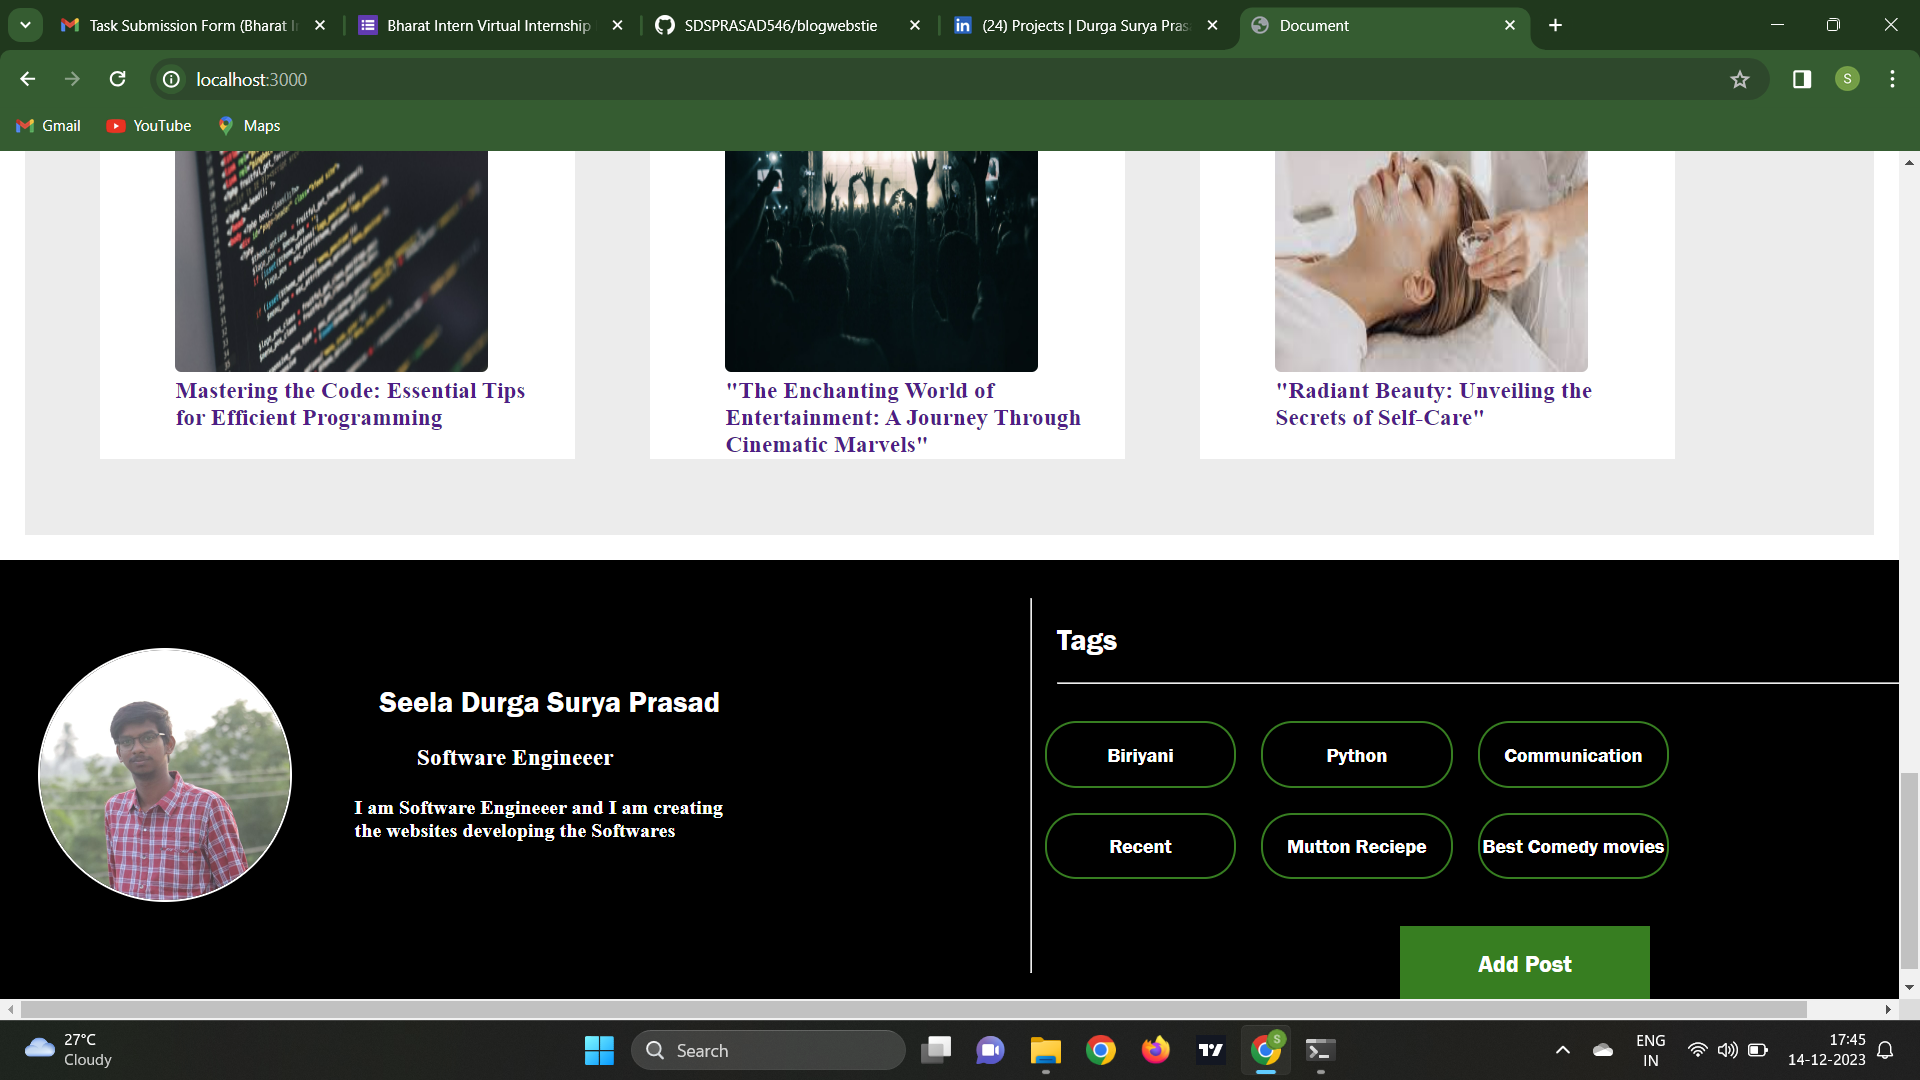 Task Submission Form (Bharat In
Bharat Intern Virtual Internship
SDSPRASAD546/blogwebstie
(24) Projects | Durga Surya Pras
Document
localhost:3000
S
Gmail
YouTube
Maps
Mastering the Code: Essential Tips
for Efficient Programming
"The Enchanting World of
Entertainment: A Journey Through
Cinematic Marvels"
"Radiant Beauty: Unveiling the
Secrets of Self-Care"
Seela Durga Surya Prasad
Software Engineeer
I am Software Engineeer and I am creating
the websites developing the Softwares
Tags
Biriyani
Python
Communication
Recent
Mutton Reciepe
Best Comedy movies
Add Post
27°C
Cloudy
Search
S
ENG
IN
17:45
14-12-2023